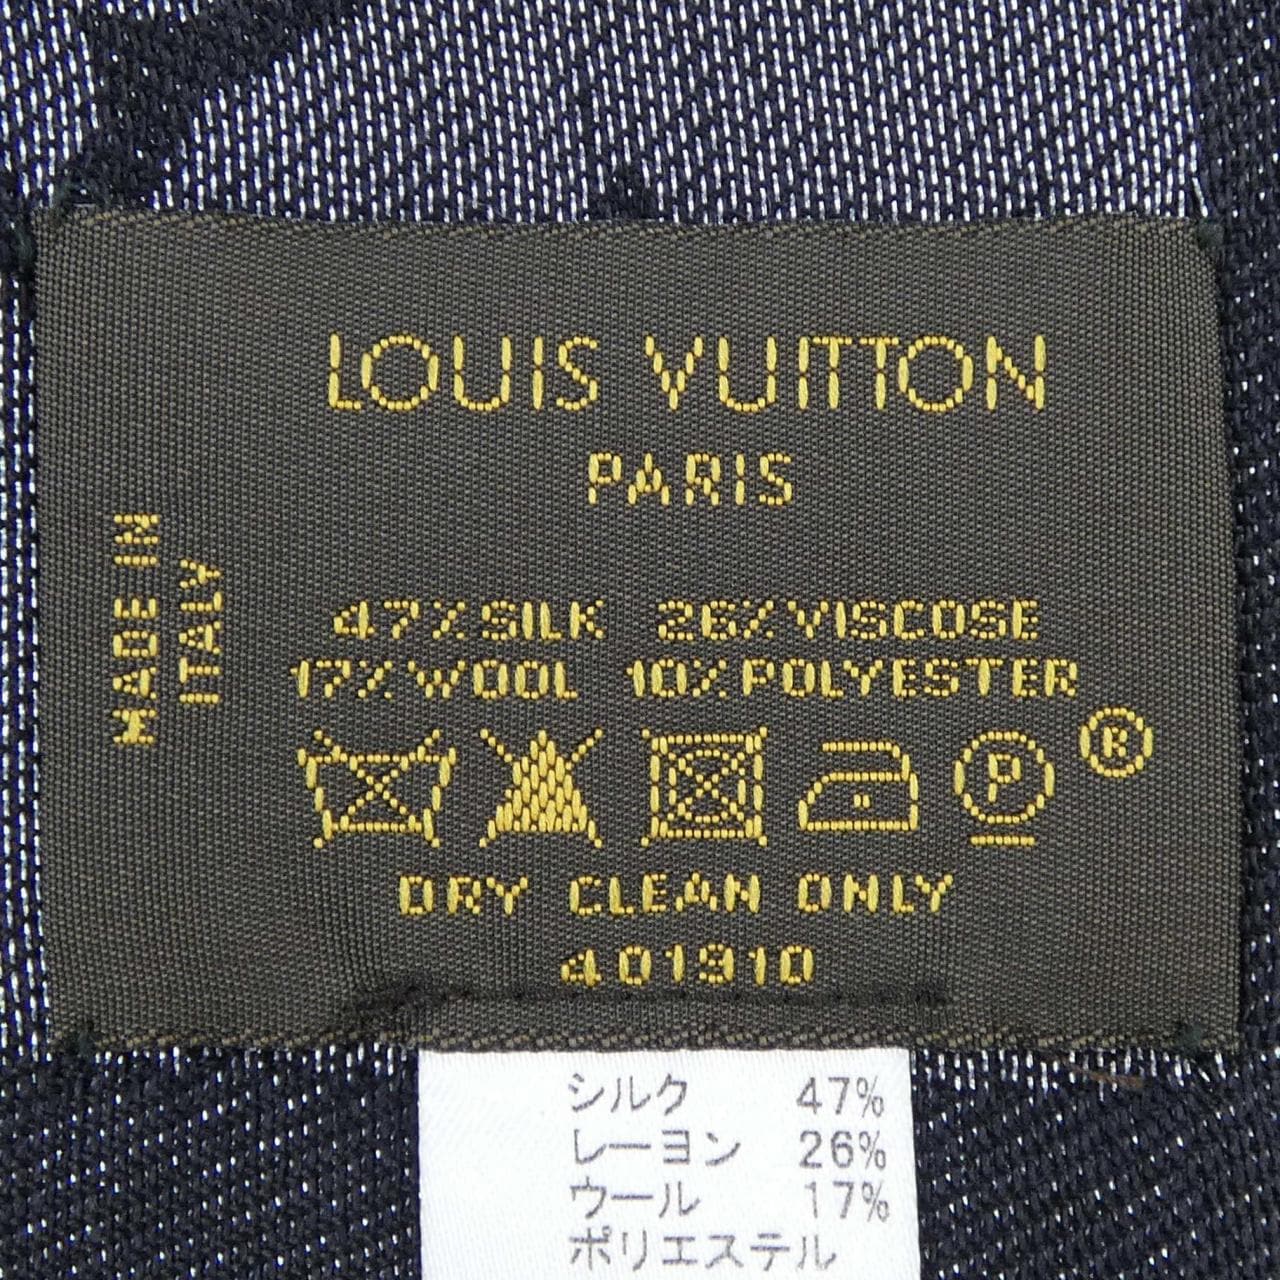 LOUIS VUITTON
PARIS
MADE IN
ITALY
47% SILK 26% VISCOSE
17% WOOL 10% POLYESTER
P
®
DRY CLEAN ONLY
401910
シルク 47%
レーヨン 26%
ウール 17%
ポリエステル